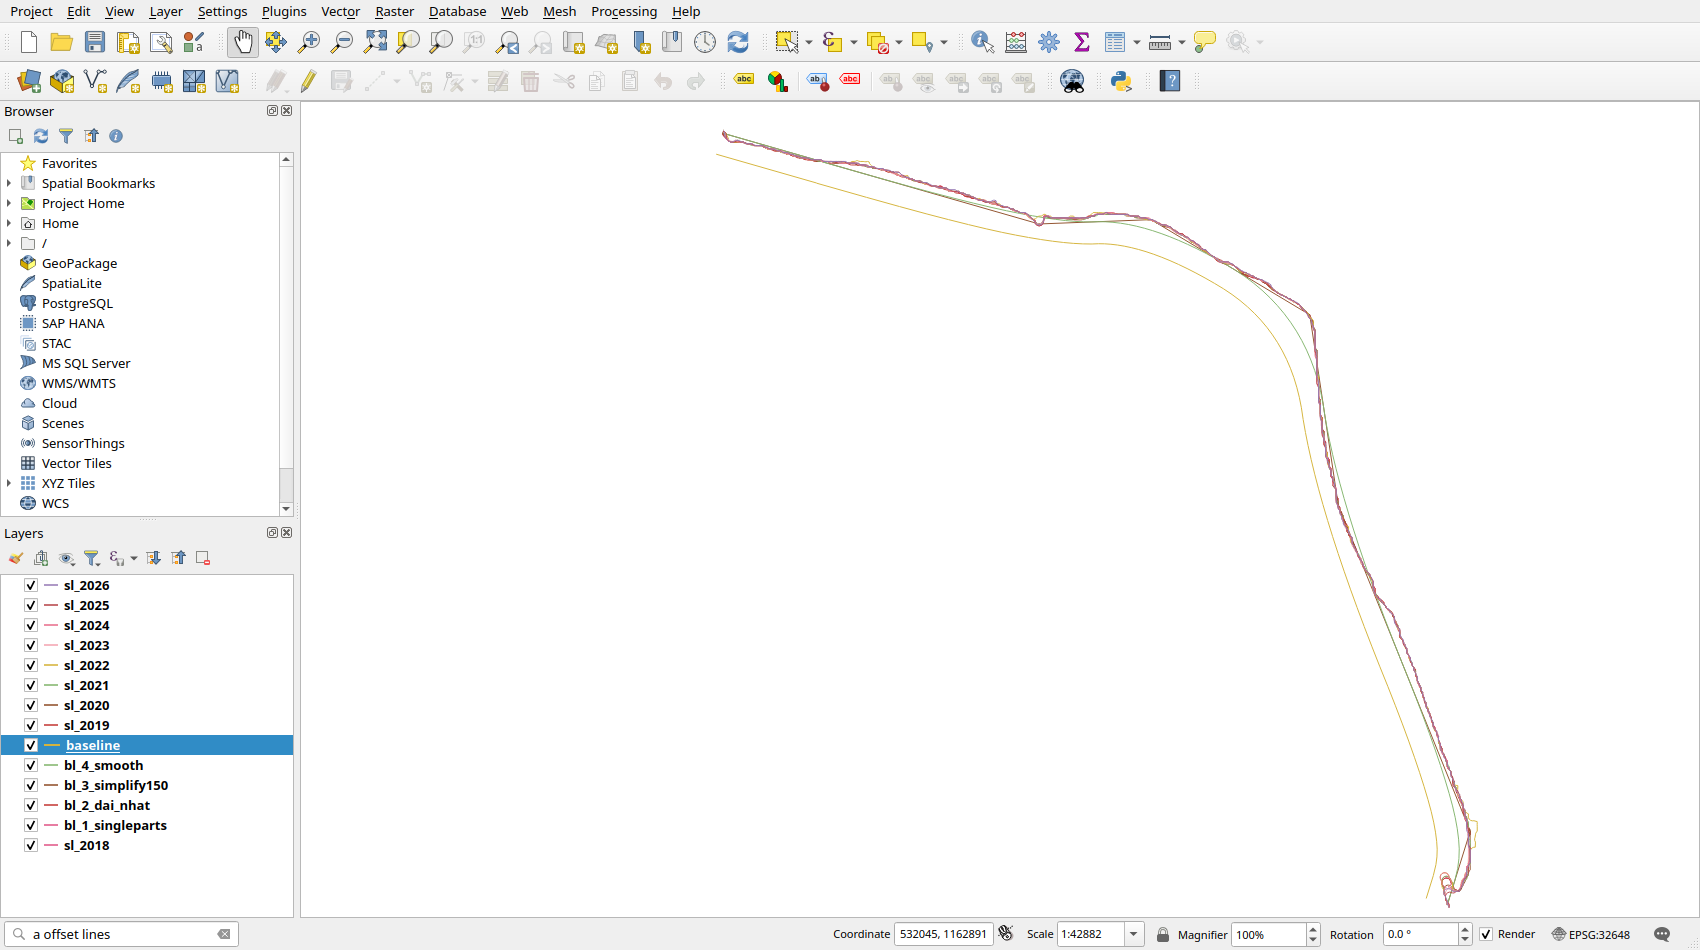 Project Edit View Layer Settings Plugins Vector Raster Database Web Mesh Processing Help
abc abc abc
Browser
Favorites
Spatial Bookmarks
Project Home
Home
/
GeoPackage
SpatiaLite
PostgreSQL
SAP HANA
STAC
MS SQL Server
WMS/WMTS
Cloud
Scenes
SensorThings
Vector Tiles
XYZ Tiles
WCS
Layers
sl_2026
sl_2025
sl_2024
sl_2023
sl_2022
sl_2021
sl_2020
sl_2019
baseline
bl_4_smooth
bl_3_simplify150
bl_2_dai_nhat
bl_1_singleparts
sl_2018
a offset lines Coordinate 532045, 1162891 Scale 1:42882 Magnifier 100% Rotation 0.0 ° Render EPSG:32648